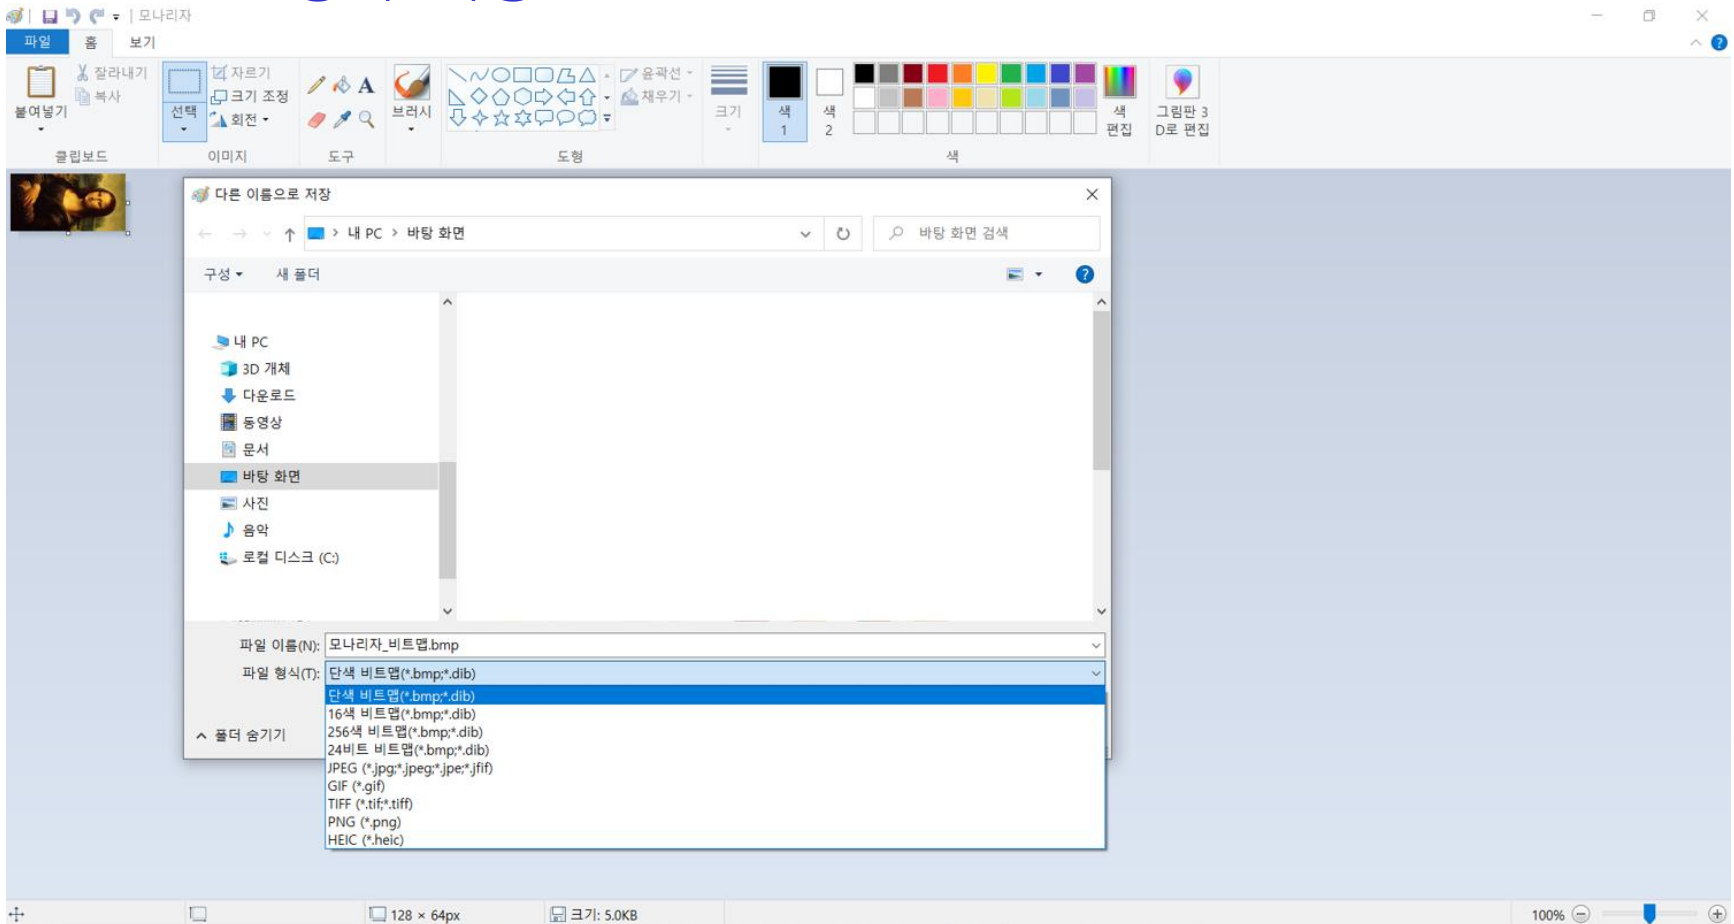 모나리자
파일 홈 보기
붙여넣기
잘라내기
복사
클립보드
선택
자르기
크기 조정
회전
이미지
A
도구
브러시
윤곽선
채우기
도형
크기
색 1
색 2
색
색 편집
그림판 3D로 편집
다른 이름으로 저장
내 PC > 바탕 화면
바탕 화면 검색
구성 새 폴더
내 PC
3D 개체
다운로드
동영상
문서
바탕 화면
사진
음악
로컬 디스크 (C:)
파일 이름(N): 모나리자_비트맵.bmp
파일 형식(T): 단색 비트맵(*.bmp;*.dib)
단색 비트맵(*.bmp;*.dib)
16색 비트맵(*.bmp;*.dib)
256색 비트맵(*.bmp;*.dib)
24비트 비트맵(*.bmp;*.dib)
JPEG (*.jpg;*.jpeg;*.jpe;*.jfif)
GIF (*.gif)
TIFF (*.tif;*.tiff)
PNG (*.png)
HEIC (*.heic)
폴더 숨기기
128 × 64px
크기: 5.0KB
100%